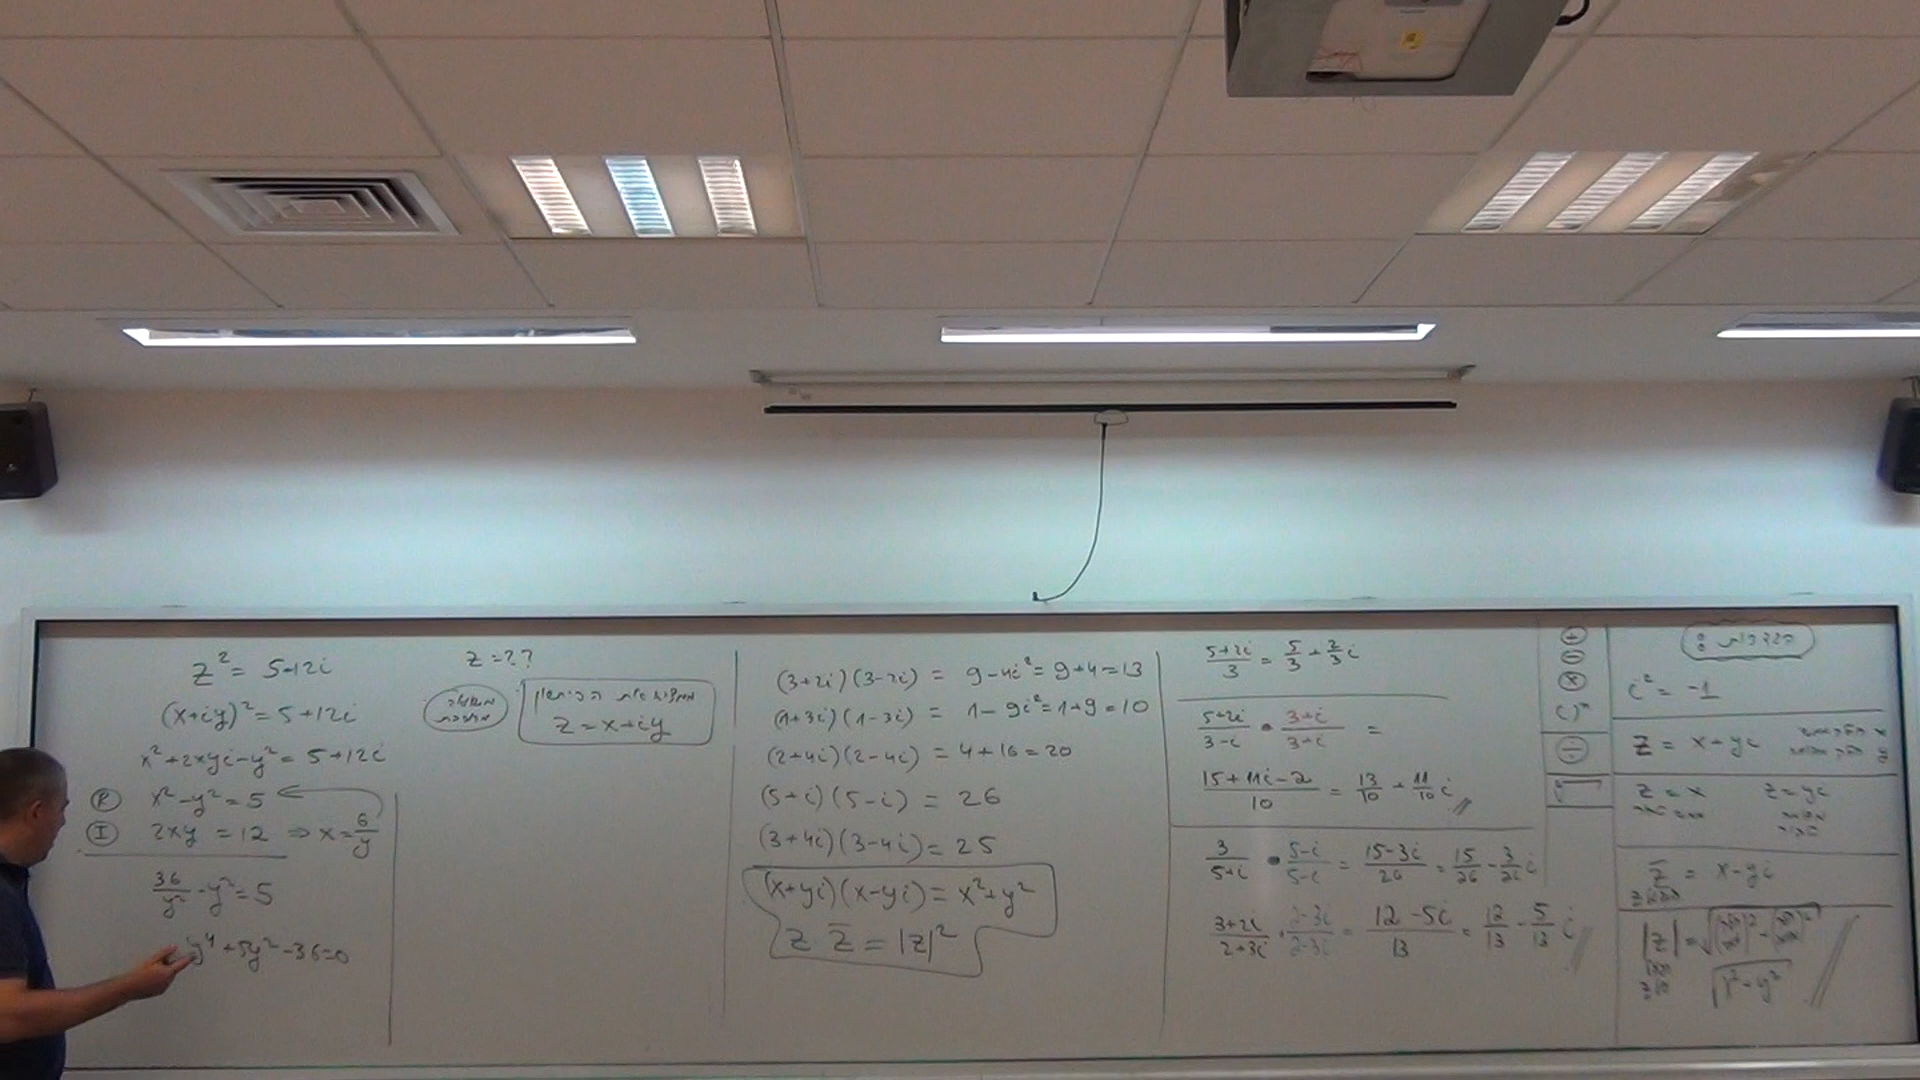 הגדרות :
i² = -1
z = x + yi
z = x
z = yi
z̄ = x - yi
|z| =
+
-
×
( )ⁿ
÷
√
(5+2i)/3 = 5/3 + 2/3 i
(5+2i)/(3-i) • (3+i)/(3+i) =
(15+11i-2)/10 = 13/10 + 11/10 i
3/(5+i) • (5-i)/(5-i) = (15-3i)/26 = 15/26 - 3/26 i
(3+2i)/(2+3i) • (2-3i)/(2-3i) = (12-5i)/13 = 12/13 - 5/13 i
(3+2i)(3-2i) = 9-4i² = 9+4 = 13
(1+3i)(1-3i) = 1-9i² = 1+9 = 10
(2+4i)(2-4i) = 4+16 = 20
(5+i)(5-i) = 26
(3+4i)(3-4i) = 25
(x+yi)(x-yi) = x²+y²
z z̄ = |z|²
z² = 5+12i
z = ??
z = x+iy
(x+iy)² = 5+12i
x²+2xyi-y² = 5+12i
R x²-y² = 5
I 2xy = 12 ⇒ x = 6/y
36/y² - y² = 5
y⁴+5y²-36=0